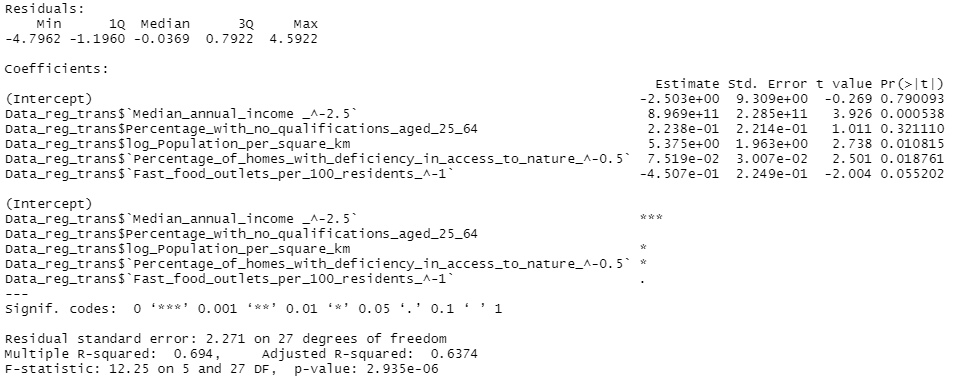 Residuals:
    Min      1Q  Median      3Q     Max
-4.7962 -1.1960 -0.0369  0.7922  4.5922
Coefficients:
                                                                                   Estimate Std. Error t value Pr(>|t|)
(Intercept)                                                                      -2.503e+00  9.309e+00  -0.269 0.790093
Data_reg_trans$`Median_annual_income _^-2.5`                                      8.969e+11  2.285e+11   3.926 0.000538
Data_reg_trans$Percentage_with_no_qualifications_aged_25_64                       2.238e-01  2.214e-01   1.011 0.321110
Data_reg_trans$log_Population_per_square_km                                       5.375e+00  1.963e+00   2.738 0.010815
Data_reg_trans$`Percentage_of_homes_with_deficiency_in_access_to_nature_^-0.5`    7.519e-02  3.007e-02   2.501 0.018761
Data_reg_trans$`Fast_food_outlets_per_100_residents_^-1`                         -4.507e-01  2.249e-01  -2.004 0.055202
(Intercept)
Data_reg_trans$`Median_annual_income _^-2.5`                                     ***
Data_reg_trans$Percentage_with_no_qualifications_aged_25_64
Data_reg_trans$log_Population_per_square_km                                      *
Data_reg_trans$`Percentage_of_homes_with_deficiency_in_access_to_nature_^-0.5` *
Data_reg_trans$`Fast_food_outlets_per_100_residents_^-1`                         .
---
Signif. codes:  0 ‘***’ 0.001 ‘**’ 0.01 ‘*’ 0.05 ‘.’ 0.1 ‘ ’ 1
Residual standard error: 2.271 on 27 degrees of freedom
Multiple R-squared:  0.694,	Adjusted R-squared:  0.6374
F-statistic: 12.25 on 5 and 27 DF,  p-value: 2.935e-06